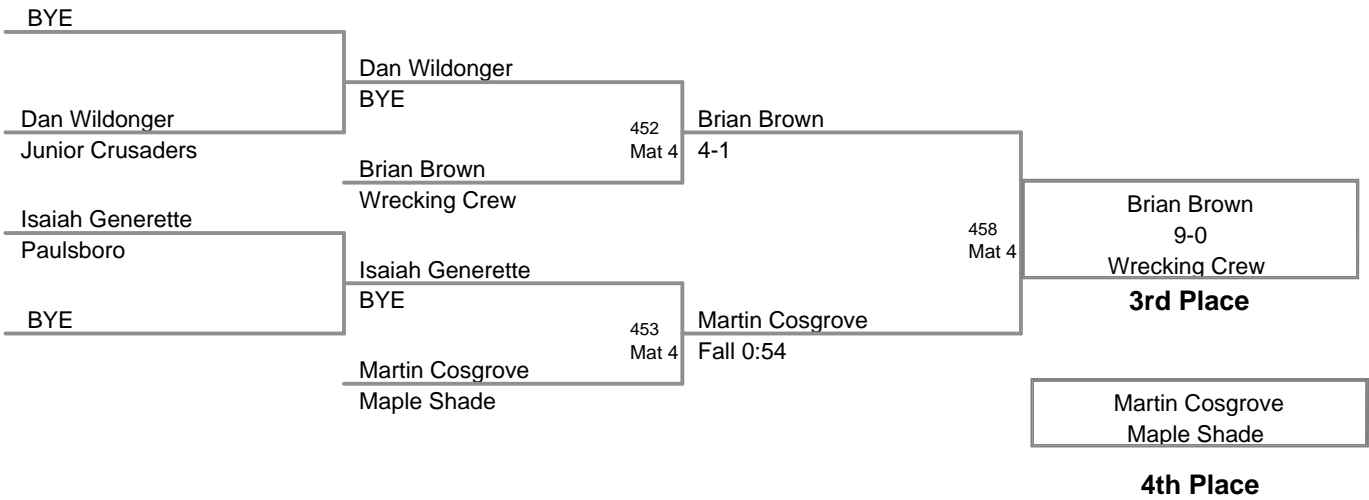 BYE
Dan Wildonger
BYE
Dan Wildonger
Junior Crusaders
452
Mat 4
Brian Brown
4-1
Brian Brown
Wrecking Crew
Isaiah Generette
Paulsboro
458
Mat 4
Brian Brown
9-0
Wrecking Crew
3rd Place
Isaiah Generette
BYE
BYE
453
Mat 4
Martin Cosgrove
Fall 0:54
Martin Cosgrove
Maple Shade
Martin Cosgrove
Maple Shade
4th Place